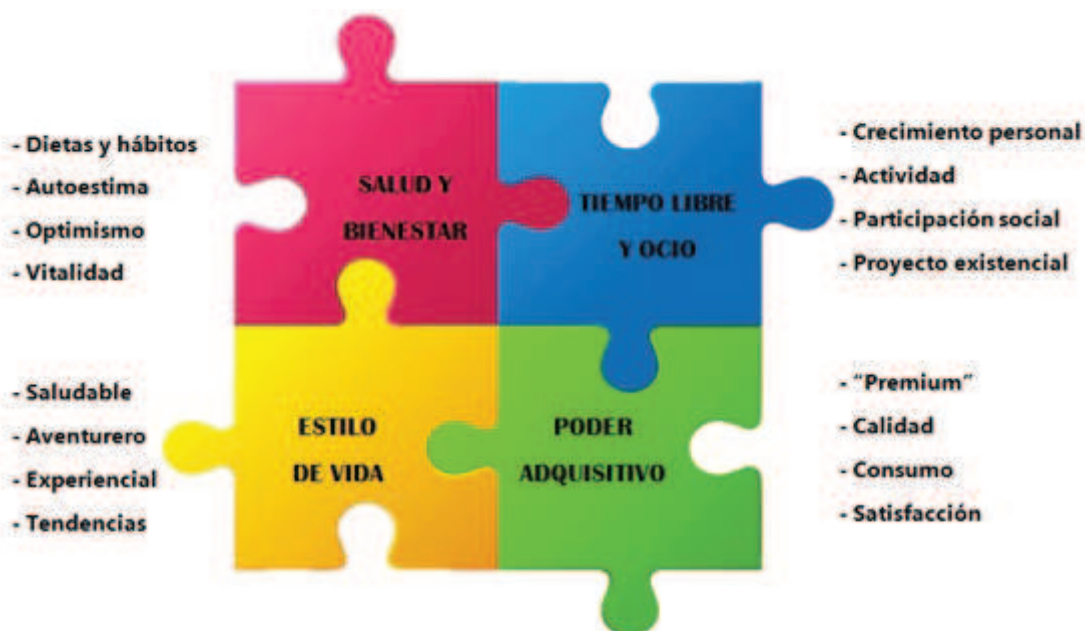 - Dietas y hábitos
- Autoestima
- Optimismo
- Vitalidad
SALUD Y
BIENESTAR
TIEMPO LIBRE
Y OCIO
- Crecimiento personal
- Actividad
- Participación social
- Proyecto existencial
- Saludable
- Aventurero
- Experiencial
- Tendencias
ESTILO
DE VIDA
PODER
ADQUISITIVO
- “Premium”
- Calidad
- Consumo
- Satisfacción